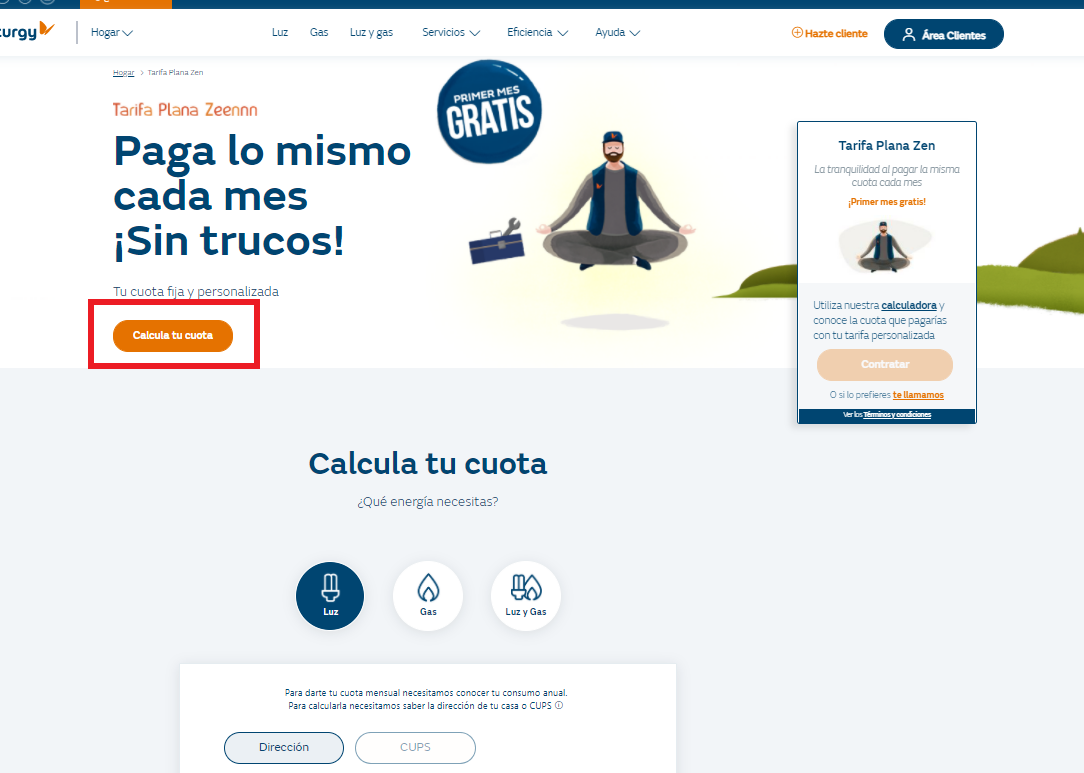 Hogar
Luz
Gas
Luz y gas
Servicios
Eficiencia
Ayuda
Hazte cliente
Área Clientes
Hogar > Tarifa Plana Zen
Tarifa Plana Zeennn
Paga lo mismo
cada mes
¡Sin trucos!
Tu cuota fija y personalizada
Calcula tu cuota
PRIMER MES
GRATIS
Tarifa Plana Zen
La tranquilidad al pagar la misma
cuota cada mes
¡Primer mes gratis!
Utiliza nuestra calculadora y
conoce la cuota que pagarías
con tu tarifa personalizada
Contratar
O si lo prefieres te llamamos
Ver los Términos y condiciones
Calcula tu cuota
¿Qué energía necesitas?
Luz
Gas
Luz y Gas
Para darte tu cuota mensual necesitamos conocer tu consumo anual.
Para calcularla necesitamos saber la dirección de tu casa o CUPS
Dirección
CUPS